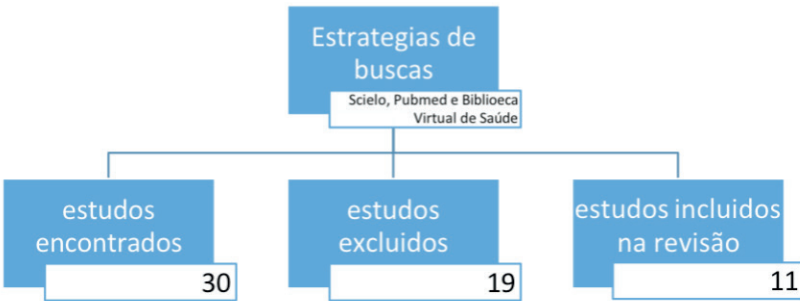 Estrategias de
buscas
Scielo, Pubmed e Biblioeca
Virtual de Saúde
estudos
encontrados
30
estudos
excluidos
19
estudos incluidos
na revisão
11